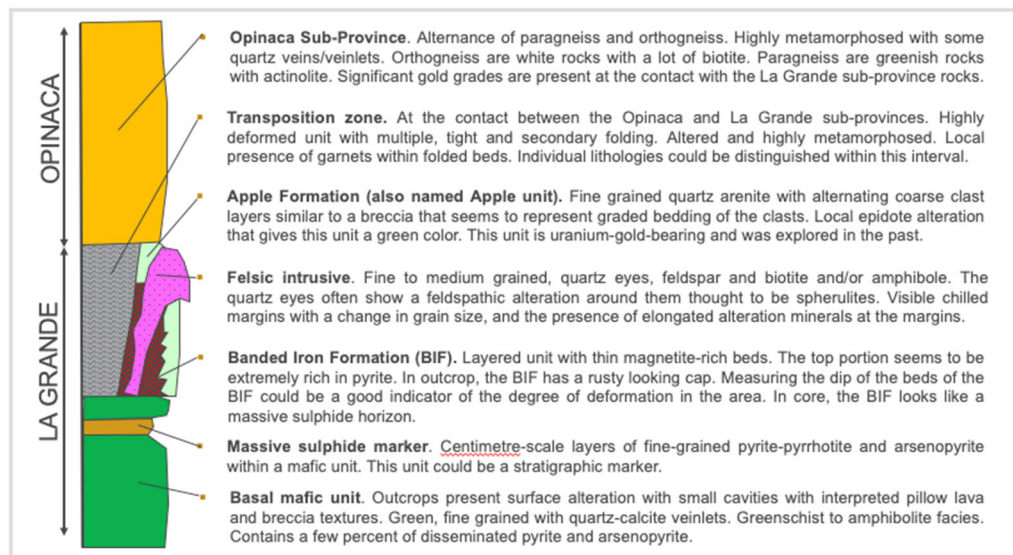 OPINACA
LA GRANDE
Opinaca Sub-Province. Alternance of paragneiss and orthogneiss. Highly metamorphosed with some
quartz veins/veinlets. Orthogneiss are white rocks with a lot of biotite. Paragneiss are greenish rocks
with actinolite. Significant gold grades are present at the contact with the La Grande sub-province rocks.
Transposition zone. At the contact between the Opinaca and La Grande sub-provinces. Highly
deformed unit with multiple, tight and secondary folding. Altered and highly metamorphosed. Local
presence of garnets within folded beds. Individual lithologies could be distinguished within this interval.
Apple Formation (also named Apple unit). Fine grained quartz arenite with alternating coarse clast
layers similar to a breccia that seems to represent graded bedding of the clasts. Local epidote alteration
that gives this unit a green color. This unit is uranium-gold-bearing and was explored in the past.
Felsic intrusive. Fine to medium grained, quartz eyes, feldspar and biotite and/or amphibole. The
quartz eyes often show a feldspathic alteration around them thought to be spherulites. Visible chilled
margins with a change in grain size, and the presence of elongated alteration minerals at the margins.
Banded Iron Formation (BIF). Layered unit with thin magnetite-rich beds. The top portion seems to be
extremely rich in pyrite. In outcrop, the BIF has a rusty looking cap. Measuring the dip of the beds of the
BIF could be a good indicator of the degree of deformation in the area. In core, the BIF looks like a
massive sulphide horizon.
Massive sulphide marker. Centimetre-scale layers of fine-grained pyrite-pyrrhotite and arsenopyrite
within a mafic unit. This unit could be a stratigraphic marker.
Basal mafic unit. Outcrops present surface alteration with small cavities with interpreted pillow lava
and breccia textures. Green, fine grained with quartz-calcite veinlets. Greenschist to amphibolite facies.
Contains a few percent of disseminated pyrite and arsenopyrite.